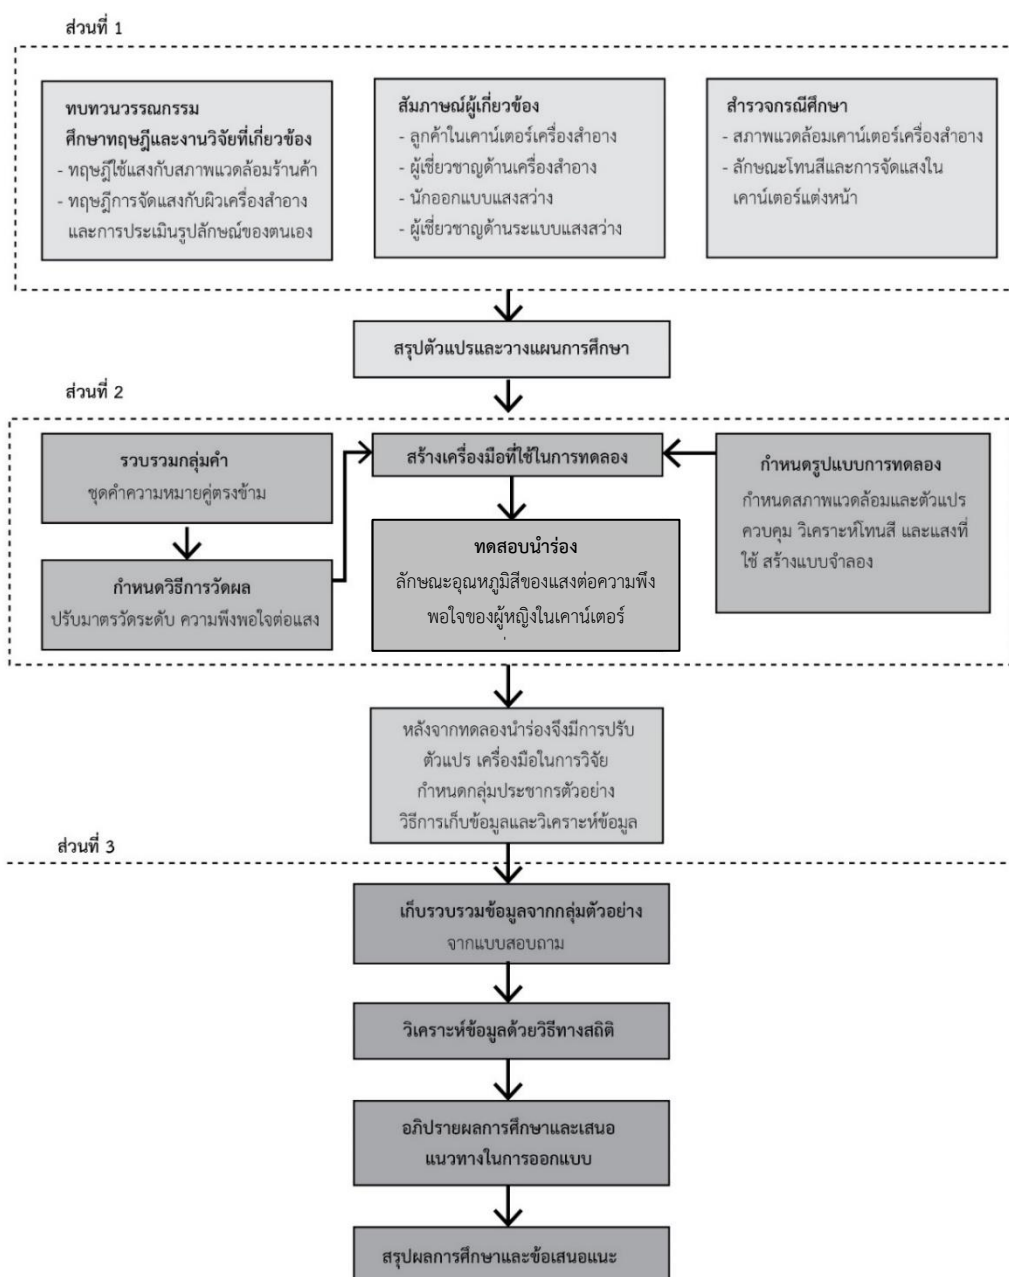 ส่วนที่ 1
ทบทวนวรรณกรรม
ศึกษาทฤษฎีและงานวิจัยที่เกี่ยวข้อง
- ทฤษฎีใช้แสงกับสภาพแวดล้อมร้านค้า
- ทฤษฎีการจัดแสงกับผิวเครื่องสำอาง
และการประเมินรูปลักษณ์ของตนเอง
สัมภาษณ์ผู้เกี่ยวข้อง
- ลูกค้าในเคาน์เตอร์เครื่องสำอาง
- ผู้เชี่ยวชาญด้านเครื่องสำอาง
- นักออกแบบแสงสว่าง
- ผู้เชี่ยวชาญด้านระแบบแสงสว่าง
สำรวจกรณีศึกษา
- สภาพแวดล้อมเคาน์เตอร์เครื่องสำอาง
- ลักษณะโทนสีและการจัดแสงใน
เคาน์เตอร์แต่งหน้า
สรุปตัวแปรและวางแผนการศึกษา
ส่วนที่ 2
รวบรวมกลุ่มคำ
ชุดคำความหมายคู่ตรงข้าม
กำหนดวิธีการวัดผล
ปรับมาตรวัดระดับ ความพึงพอใจต่อแสง
สร้างเครื่องมือที่ใช้ในการทดลอง
ทดสอบนำร่อง
ลักษณะอุณหภูมิสีของแสงต่อความพึง
พอใจของผู้หญิงในเคาน์เตอร์
กำหนดรูปแบบการทดลอง
กำหนดสภาพแวดล้อมและตัวแปร
ควบคุม วิเคราะห์โทนสี และแสงที่
ใช้ สร้างแบบจำลอง
หลังจากทดลองนำร่องจึงมีการปรับ
ตัวแปร เครื่องมือในการวิจัย
กำหนดกลุ่มประชากรตัวอย่าง
วิธีการเก็บข้อมูลและวิเคราะห์ข้อมูล
ส่วนที่ 3
เก็บรวบรวมข้อมูลจากกลุ่มตัวอย่าง
จากแบบสอบถาม
วิเคราะห์ข้อมูลด้วยวิธีทางสถิติ
อภิปรายผลการศึกษาและเสนอ
แนวทางในการออกแบบ
สรุปผลการศึกษาและข้อเสนอแนะ